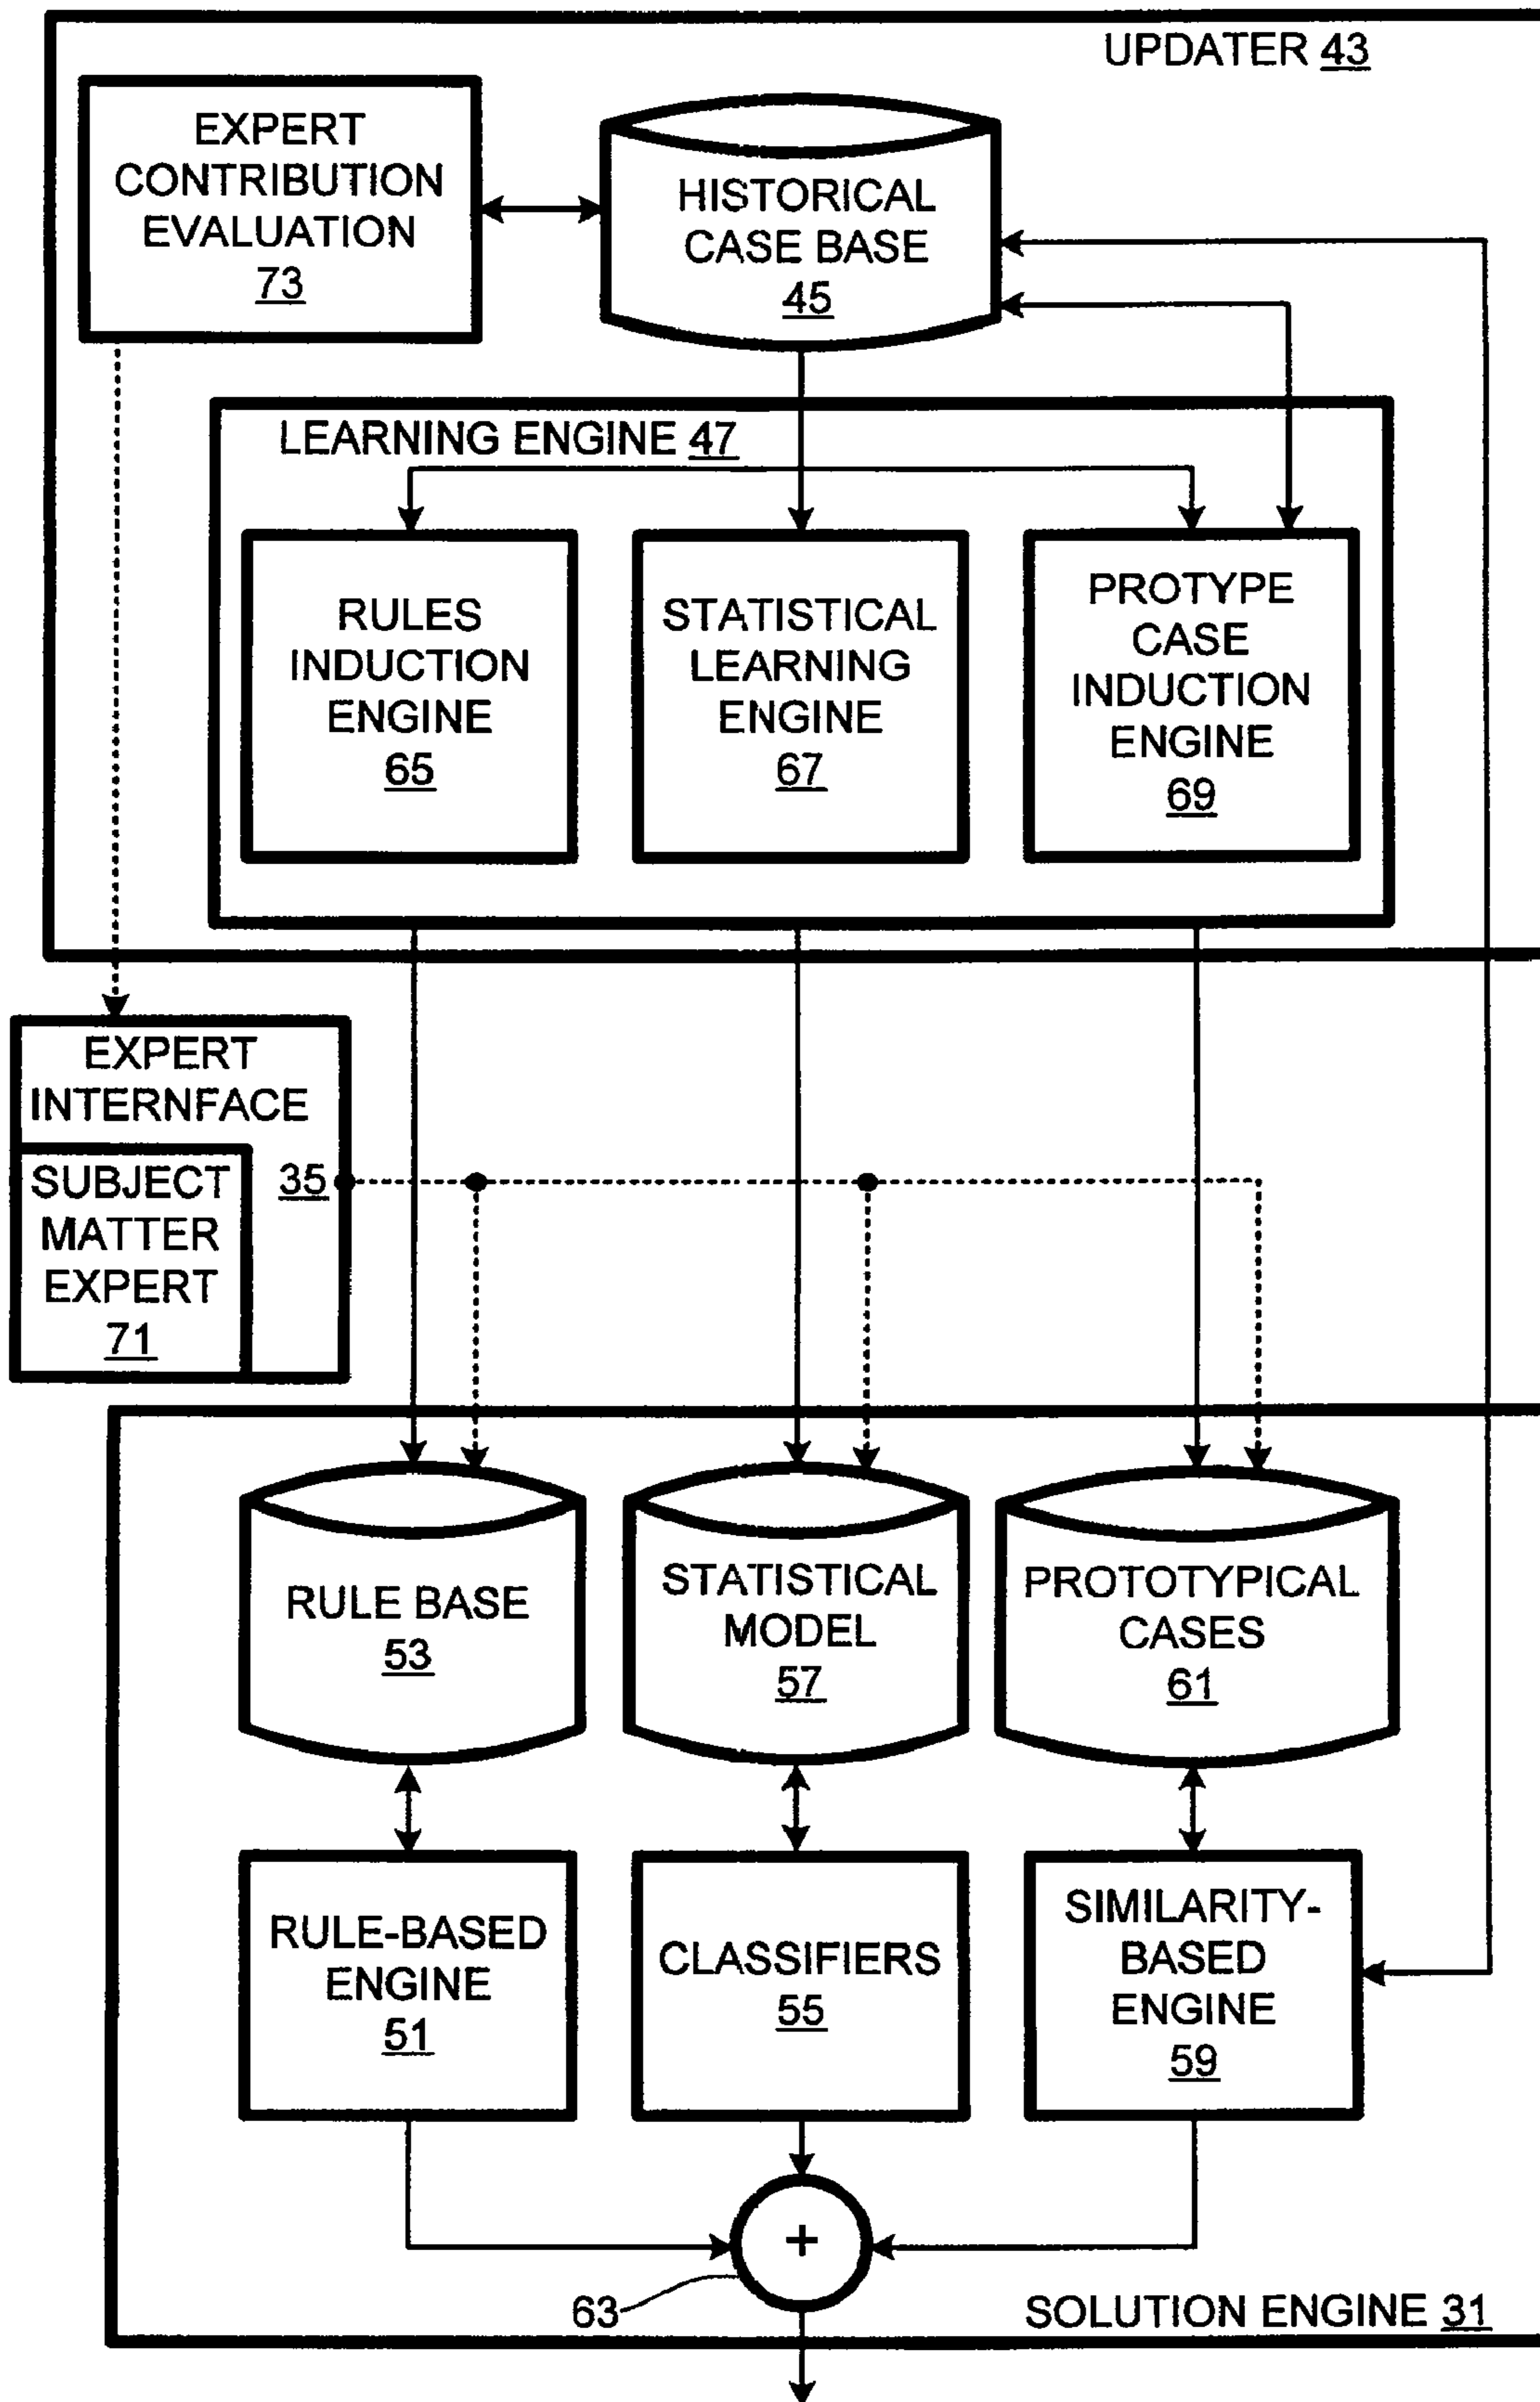 UPDATER 43
EXPERT
CONTRIBUTION
EVALUATION
73
HISTORICAL
CASE BASE
45
LEARNING ENGINE 47
RULES
INDUCTION
ENGINE
65
STATISTICAL
LEARNING
ENGINE
67
PROTYPE
CASE
INDUCTION
ENGINE
69
EXPERT
INTERNFACE
35
SUBJECT
MATTER
EXPERT
71
RULE BASE
53
STATISTICAL
MODEL
57
PROTOTYPICAL
CASES
61
RULE-BASED
ENGINE
51
CLASSIFIERS
55
SIMILARITY-
BASED
ENGINE
59
+
63
SOLUTION ENGINE 31